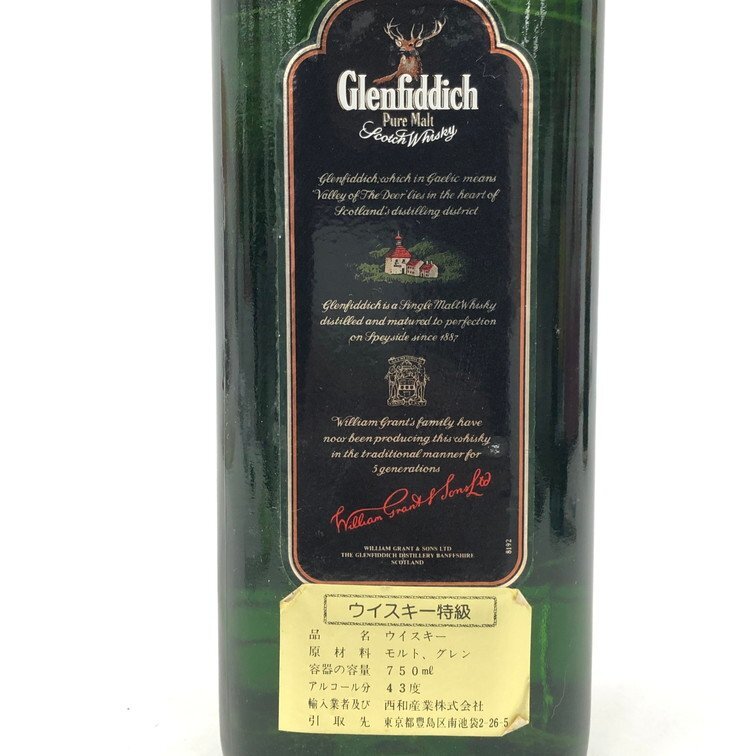 Glenfiddich
Pure Malt
Scotch Whisky
Glenfiddich, which in Gaelic means
'Valley of The Deer' lies in the heart of
Scotland's distilling district
Glenfiddich is a Single Malt Whisky
distilled and matured to perfection
on Speyside since 1887
William Grant's family have
now been producing this whisky
in the traditional manner for
5 generations
William Grant & Sons Ltd
WILLIAM GRANT & SONS LTD
THE GLENFIDDICH DISTILLERY BANFFSHIRE
SCOTLAND
8192
ウイスキー特級
品名 ウイスキー
原材料 モルト、グレン
容器の容量 750ml
アルコール分 43度
輸入業者及び 西和産業株式会社
引取先 東京都豊島区南池袋2-26-5